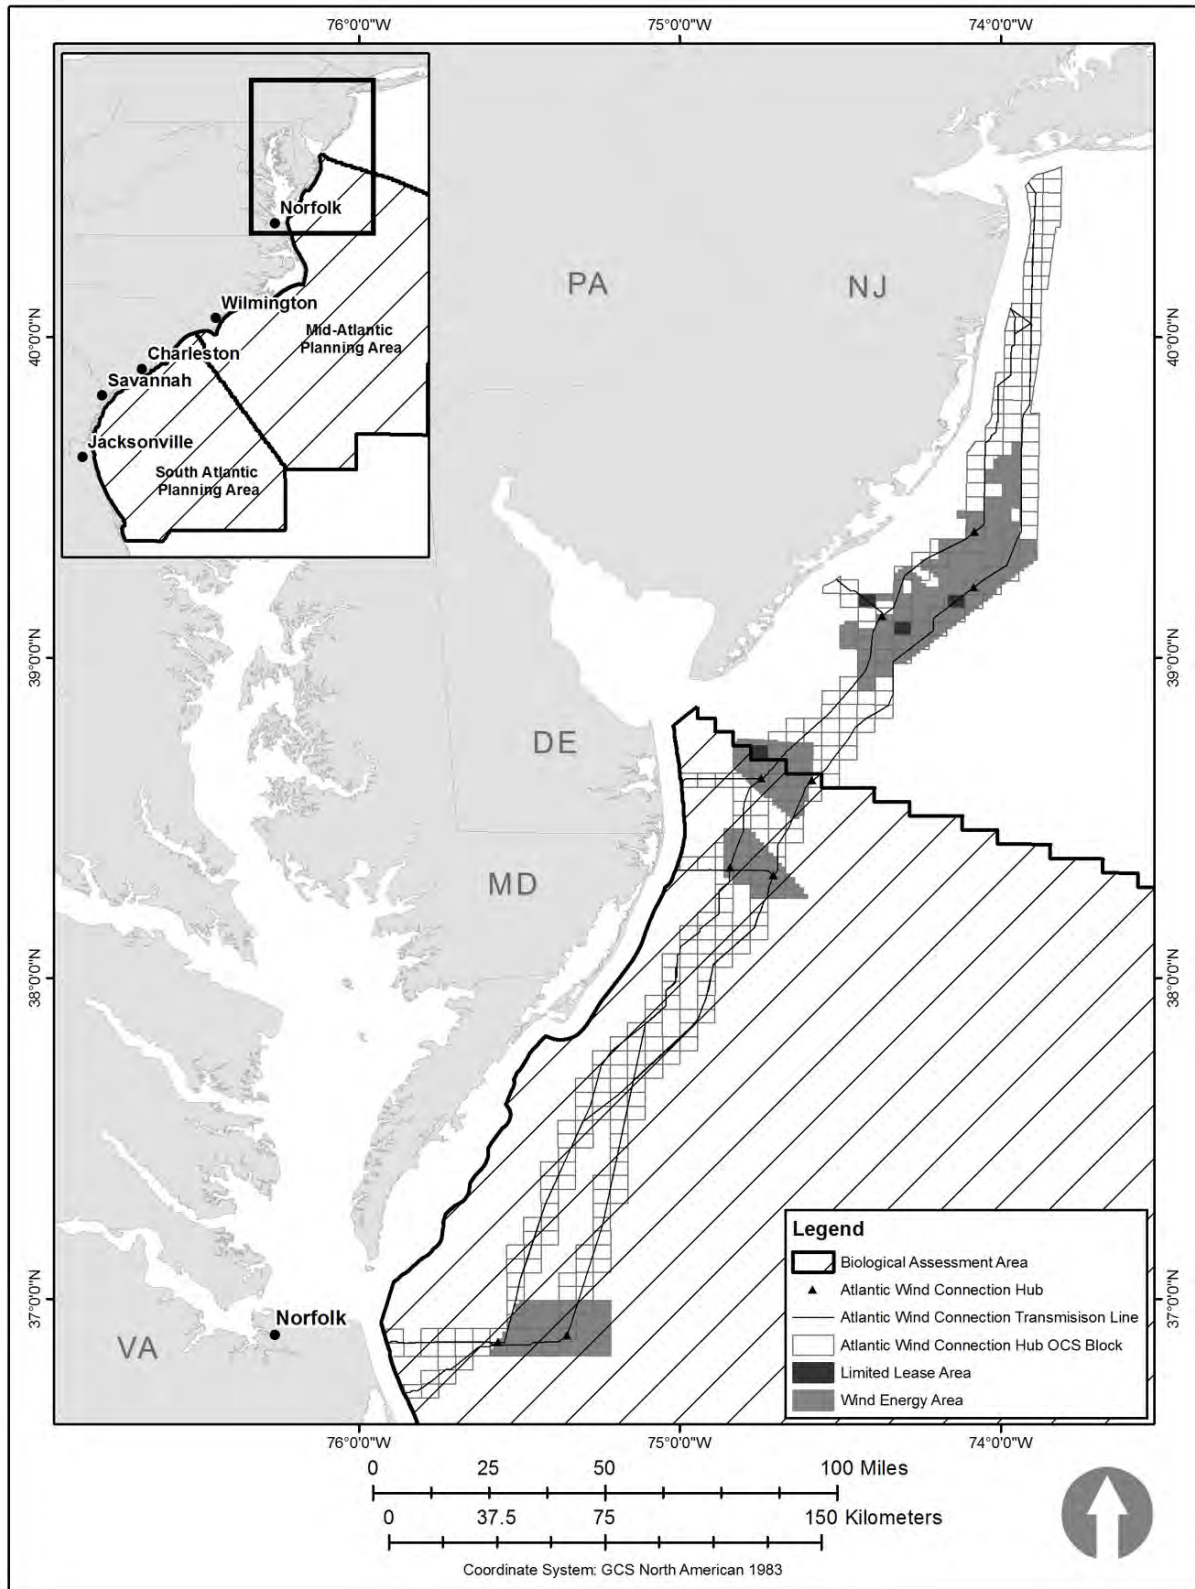 76°0'0"W
75°0'0"W
74°0'0"W
Norfolk
Wilmington
Mid-Atlantic
Planning Area
Charleston
Savannah
Jacksonville
South Atlantic
Planning Area
PA
NJ
40°0'0"N
40°0'0"N
39°0'0"N
39°0'0"N
DE
MD
38°0'0"N
38°0'0"N
37°0'0"N
37°0'0"N
Norfolk
VA
Legend
Biological Assessment Area
Atlantic Wind Connection Hub
Atlantic Wind Connection Transmisison Line
Atlantic Wind Connection Hub OCS Block
Limited Lease Area
Wind Energy Area
76°0'0"W
75°0'0"W
74°0'0"W
0 25 50 100 Miles
0 37.5 75 150 Kilometers
Coordinate System: GCS North American 1983